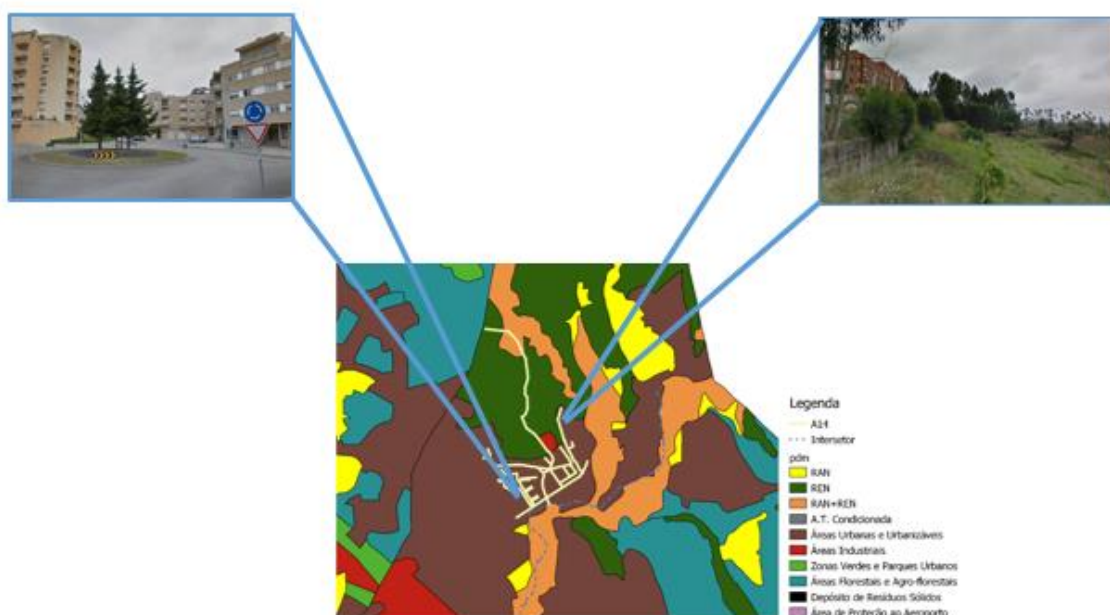 Legenda
A14
Intersetor
pdm
RAN
REN
RAN+REN
A.T. Condicionada
Áreas Urbanas e Urbanizáveis
Áreas Industriais
Zonas Verdes e Parques Urbanos
Áreas Florestais e Agro-florestais
Depósito de Resíduos Sólidos
Área de Proteção ao Aeroporto